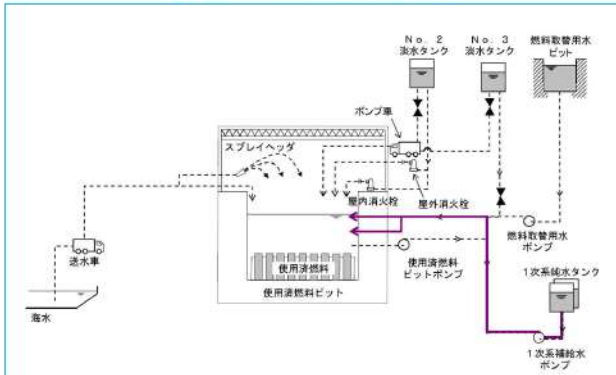 No. 2
淡水タンク
No. 3
淡水タンク
燃料取替用水
ピット
ポンプ車
スプレイヘッダ
屋内消火栓
屋外消火栓
送水車
燃料取替用水
ポンプ
使用済燃料
ピットポンプ
使用済燃料
1次系純水タンク
使用済燃料ピット
海水
1次系補給水
ポンプ